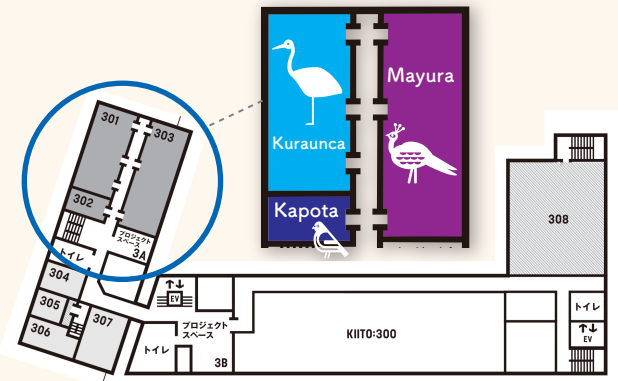 Kuraunca
Mayura
Kapota
301
303
302
プロジェクト
スペース
3A
トイレ
304
305
306
307
EV
プロジェクト
スペース
トイレ
3B
KIITO:300
308
トイレ
EV